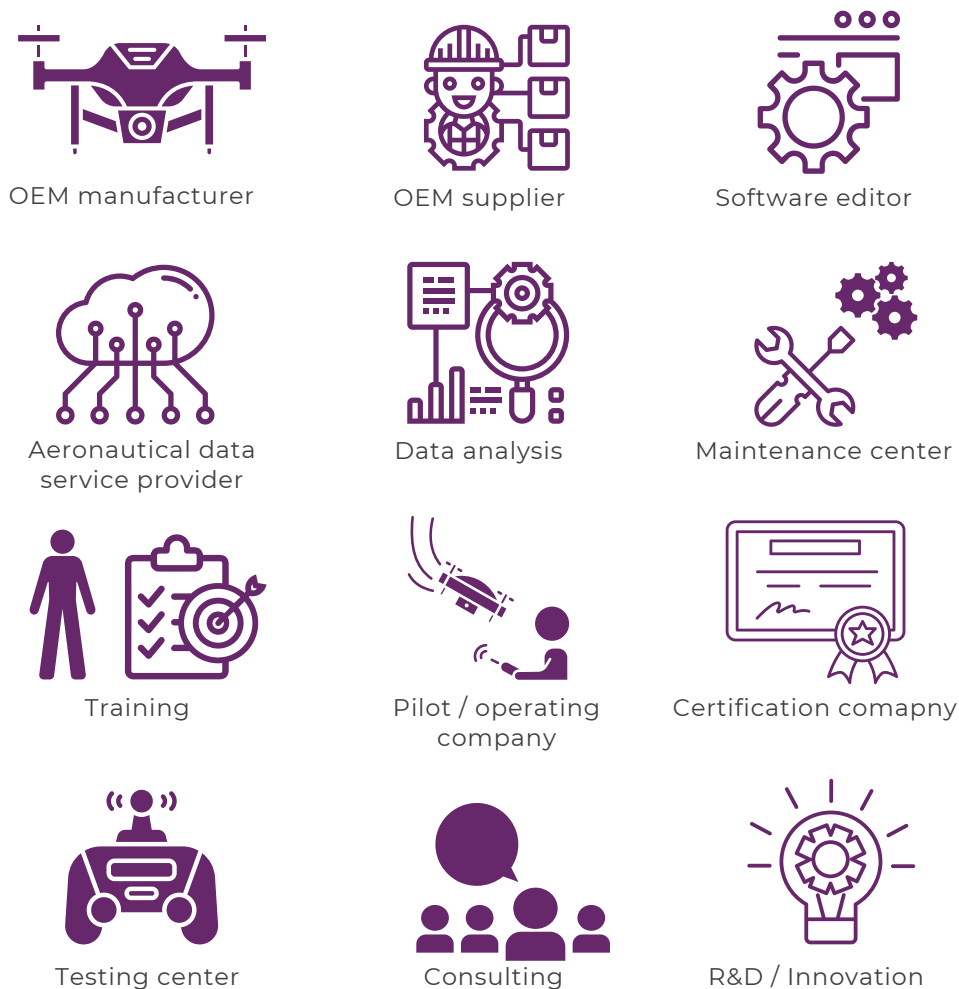 OEM manufacturer
OEM supplier
Software editor
Aeronautical data
service provider
Data analysis
Maintenance center
Training
Pilot / operating
company
Certification comapny
Testing center
Consulting
R&D / Innovation